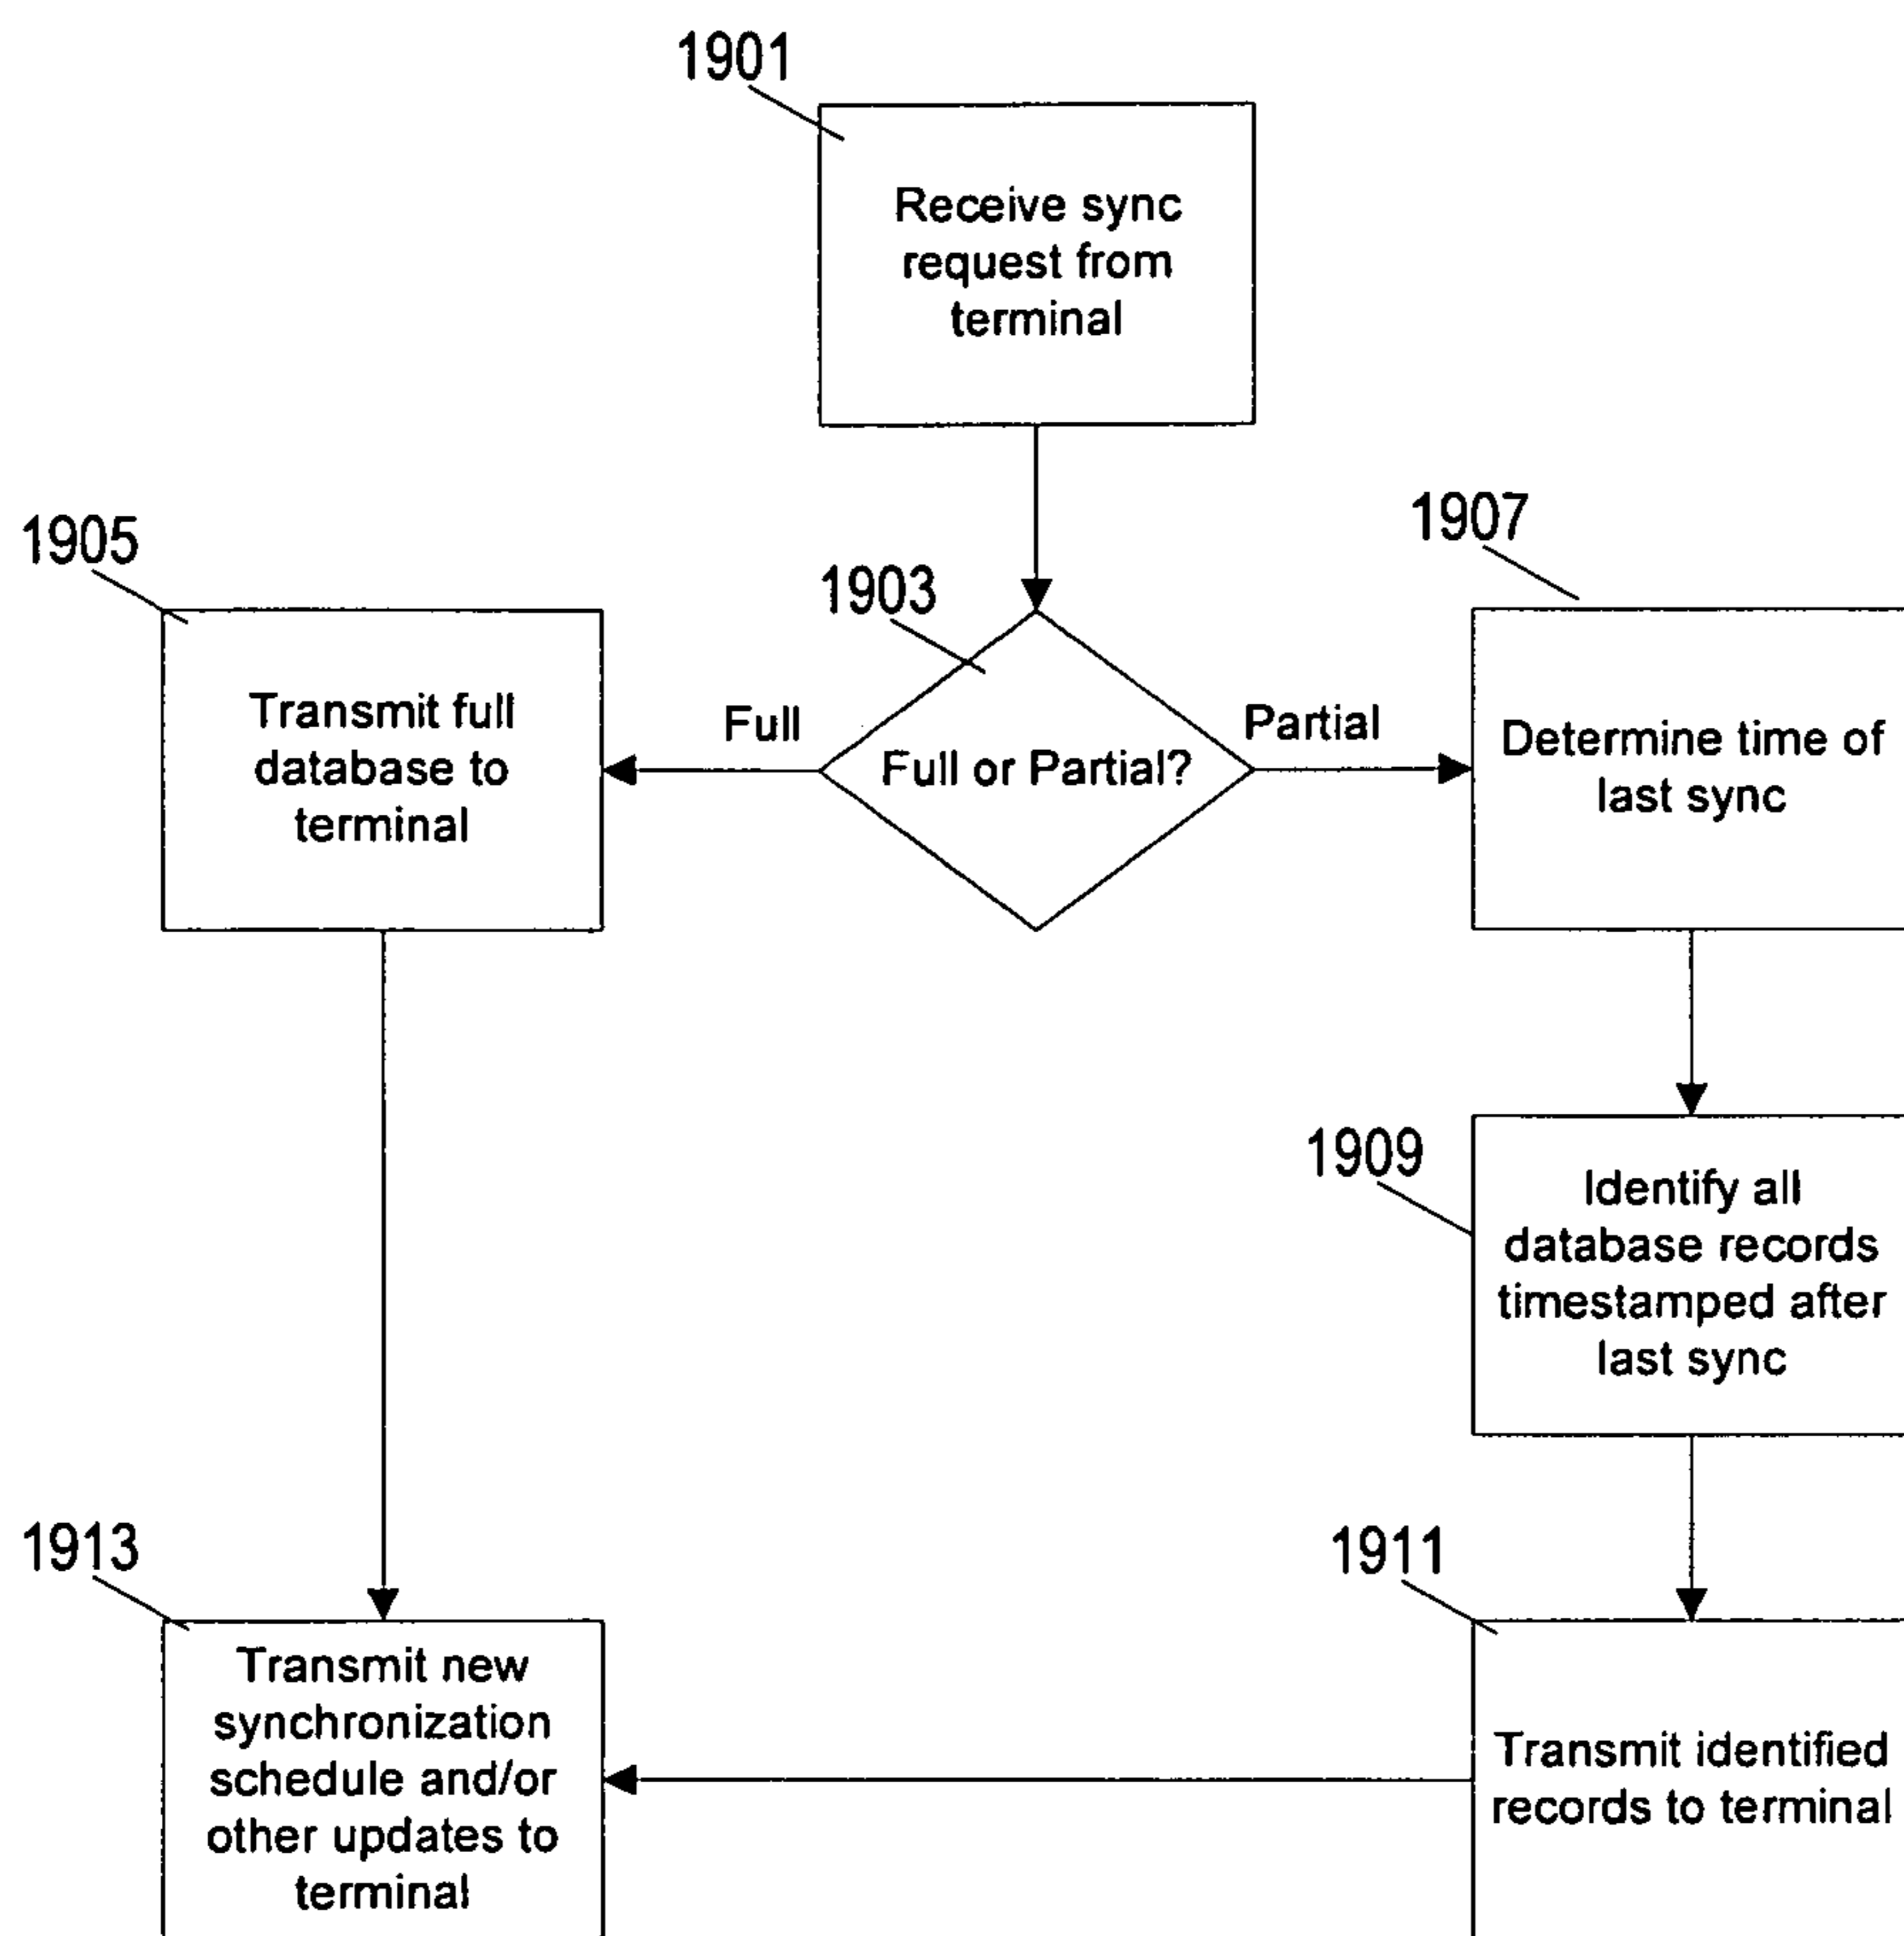 1901
Receive sync
request from
terminal
1903
Full or Partial?
Full
Partial
1905
Transmit full
database to
terminal
1907
Determine time of
last sync
1909
Identify all
database records
timestamped after
last sync
1911
Transmit identified
records to terminal
1913
Transmit new
synchronization
schedule and/or
other updates to
terminal